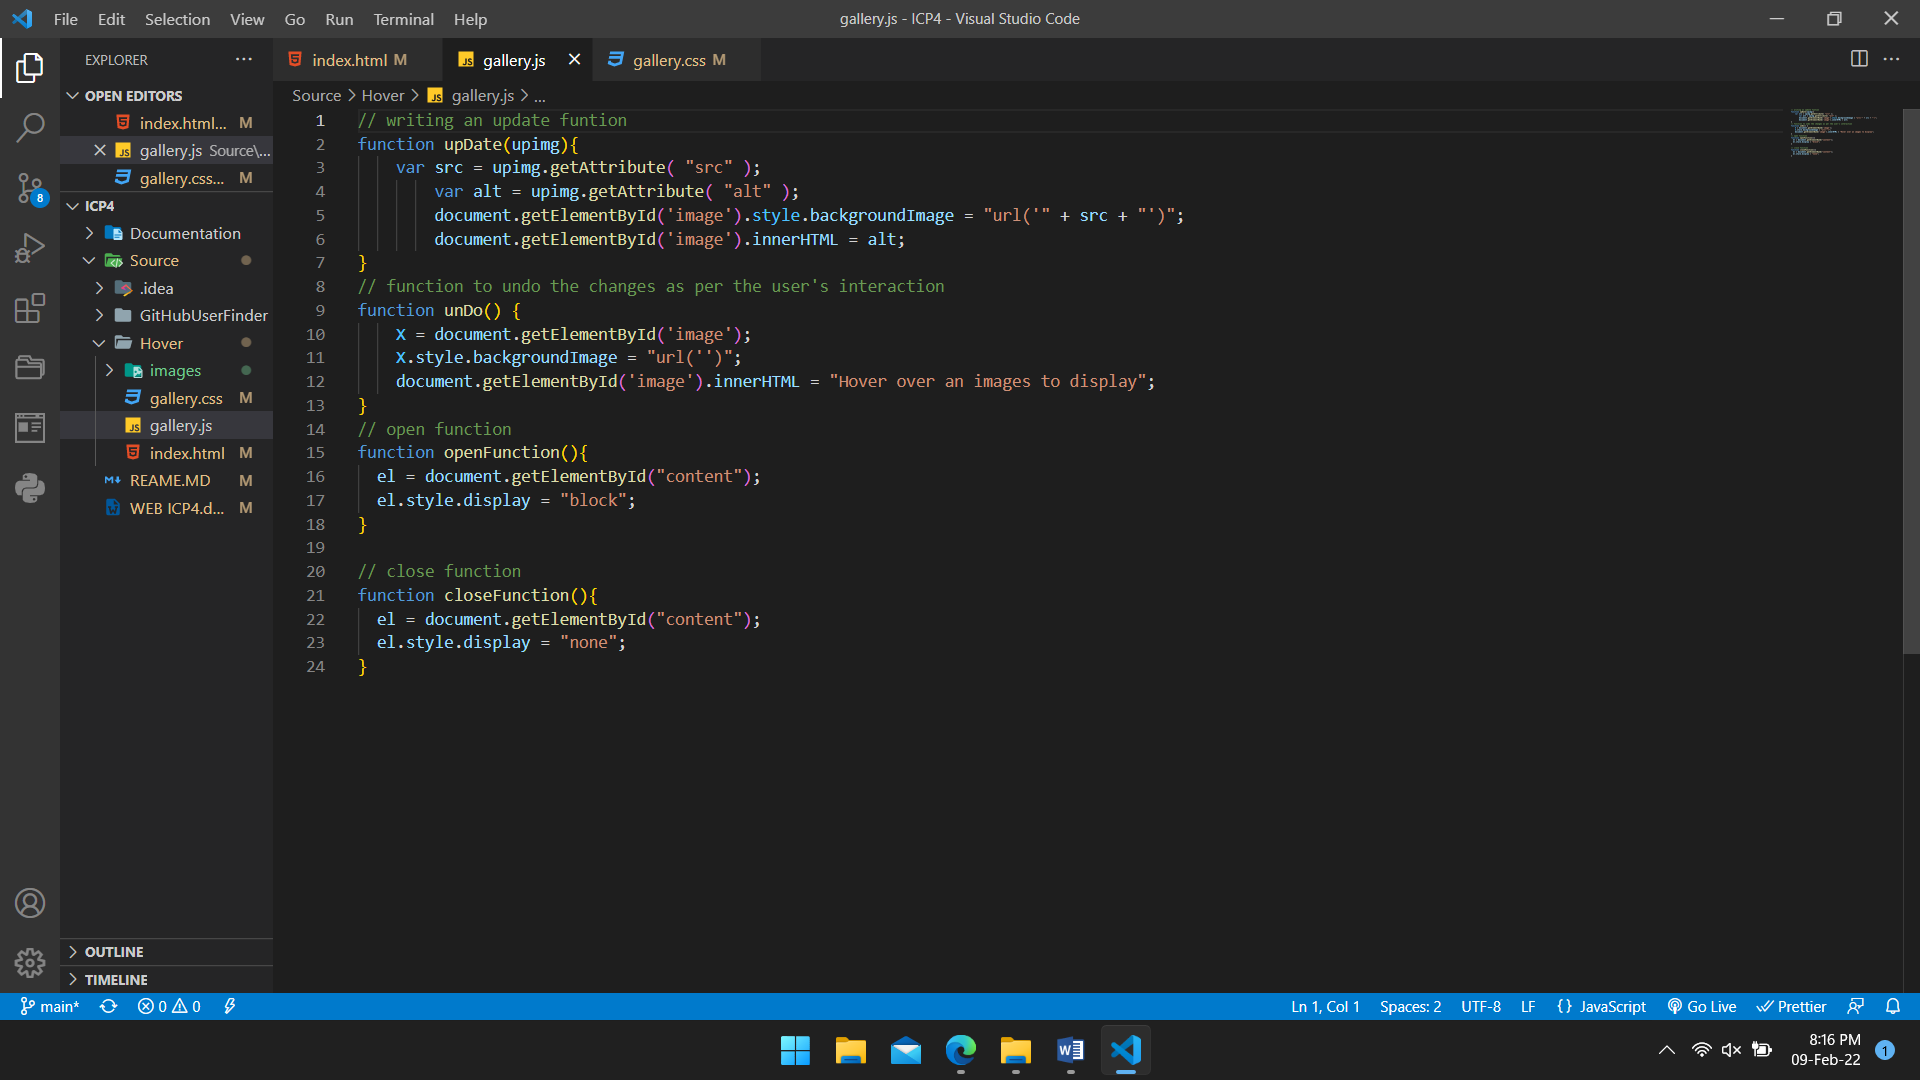 File Edit Selection View Go Run Terminal Help
gallery.js - ICP4 - Visual Studio Code
EXPLORER
OPEN EDITORS
index.html... M
gallery.js Source\...
gallery.css... M
8
ICP4
Documentation
Source
.idea
GitHubUserFinder
Hover
images
gallery.css M
gallery.js
index.html M
REAME.MD M
WEB ICP4.d... M
OUTLINE
TIMELINE
index.html M
gallery.js
gallery.css M
Source > Hover > gallery.js > ...
1 // writing an update funtion
2 function upDate(upimg){
3 var src = upimg.getAttribute( "src" );
4 var alt = upimg.getAttribute( "alt" );
5 document.getElementById('image').style.backgroundImage = "url('" + src + "')";
6 document.getElementById('image').innerHTML = alt;
7 }
8 // function to undo the changes as per the user's interaction
9 function unDo() {
10 X = document.getElementById('image');
11 X.style.backgroundImage = "url('')";
12 document.getElementById('image').innerHTML = "Hover over an images to display";
13 }
14 // open function
15 function openFunction(){
16 el = document.getElementById("content");
17 el.style.display = "block";
18 }
19
20 // close function
21 function closeFunction(){
22 el = document.getElementById("content");
23 el.style.display = "none";
24 }
main* 0 0
Ln 1, Col 1 Spaces: 2 UTF-8 LF {} JavaScript Go Live Prettier
8:16 PM
09-Feb-22
1